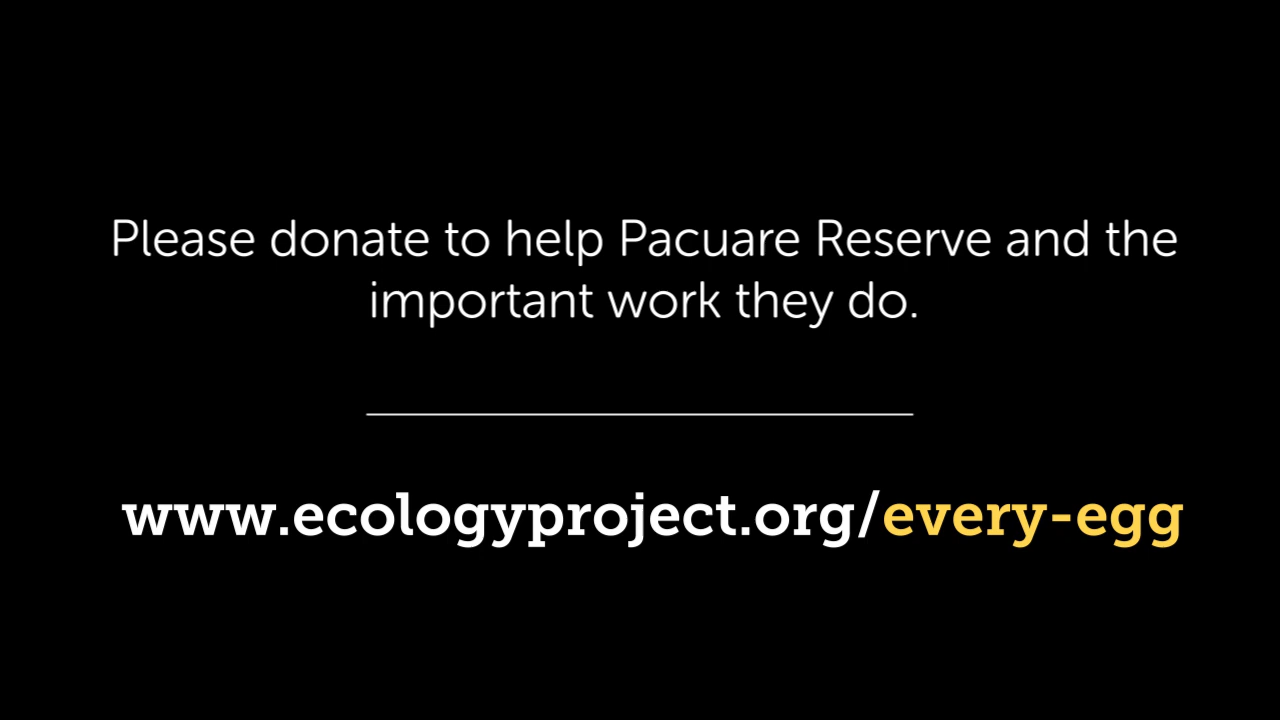 Please donate to help Pacuare Reserve and the
important work they do.
www.ecologyproject.org/every-egg